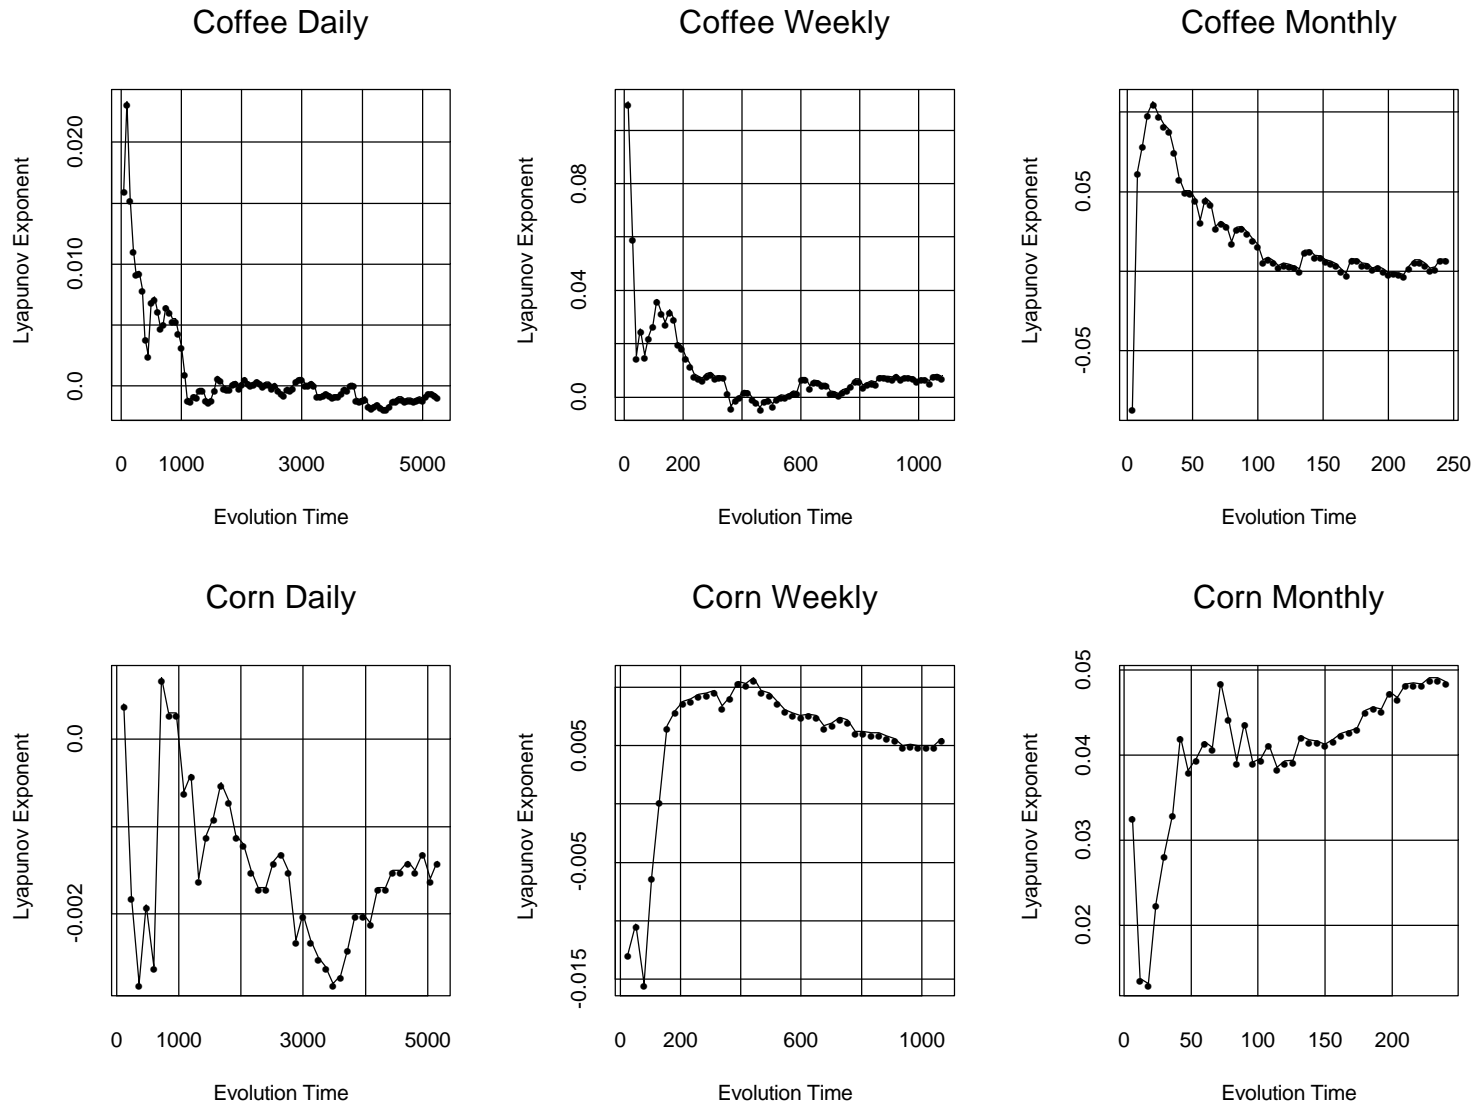 Coffee Daily
Lyapunov Exponent
0.020
0.010
0.0
0 1000 3000 5000
Evolution Time
Coffee Weekly
Lyapunov Exponent
0.08
0.04
0.0
0 200 600 1000
Evolution Time
Coffee Monthly
Lyapunov Exponent
0.05
-0.05
0 50 100 150 200 250
Evolution Time
Corn Daily
Lyapunov Exponent
0.0
-0.002
0 1000 3000 5000
Evolution Time
Corn Weekly
Lyapunov Exponent
0.005
-0.005
-0.015
0 200 600 1000
Evolution Time
Corn Monthly
Lyapunov Exponent
0.05
0.04
0.03
0.02
0 50 100 150 200
Evolution Time